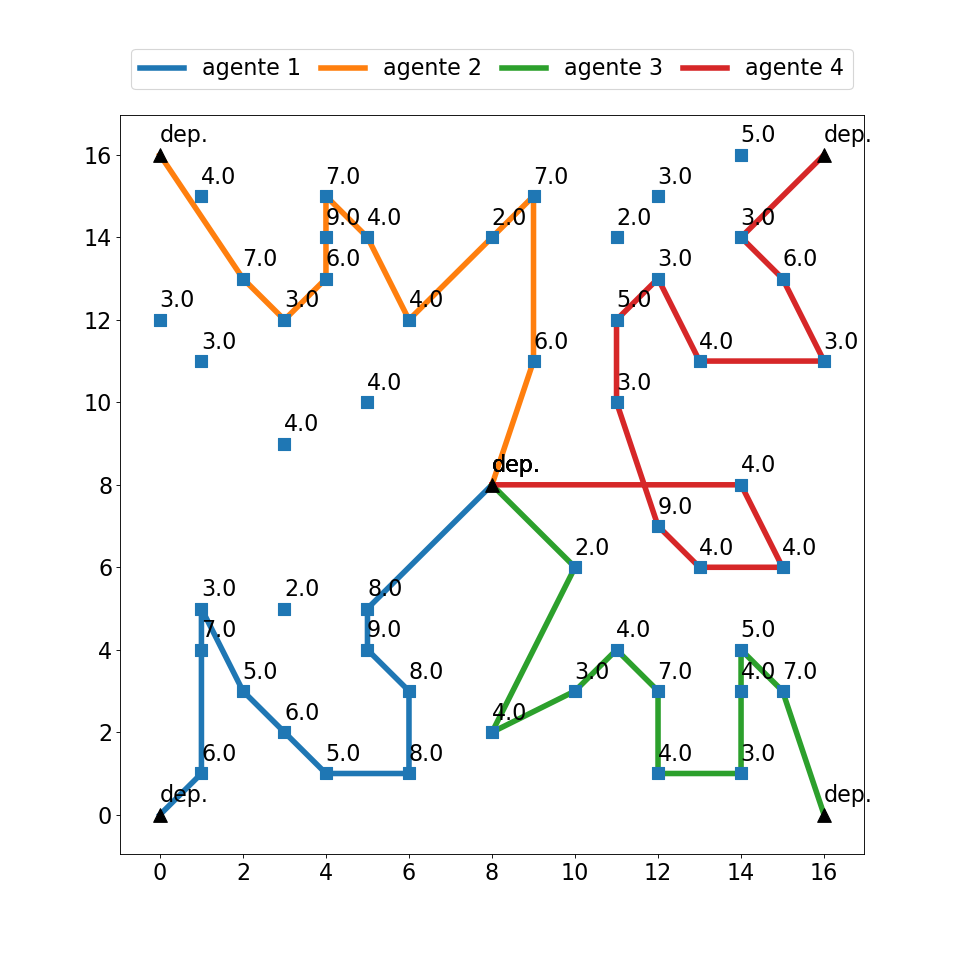 agente 1 agente 2 agente 3 agente 4
dep. 5.0 dep.
16
4.0 7.0 7.0 3.0
9.0 4.0 2.0 2.0 3.0
14
7.0 6.0 3.0 6.0
3.0 3.0 4.0 5.0
12
3.0 6.0 4.0 3.0
4.0 3.0
10
4.0
dep. 4.0
8
9.0
2.0 4.0 4.0
6
3.0 2.0 8.0
7.0 9.0 4.0 5.0
4
5.0 8.0 3.0 7.0 4.0 7.0
6.0 4.0
2
6.0 5.0 8.0 4.0 3.0
dep. dep.
0
0 2 4 6 8 10 12 14 16